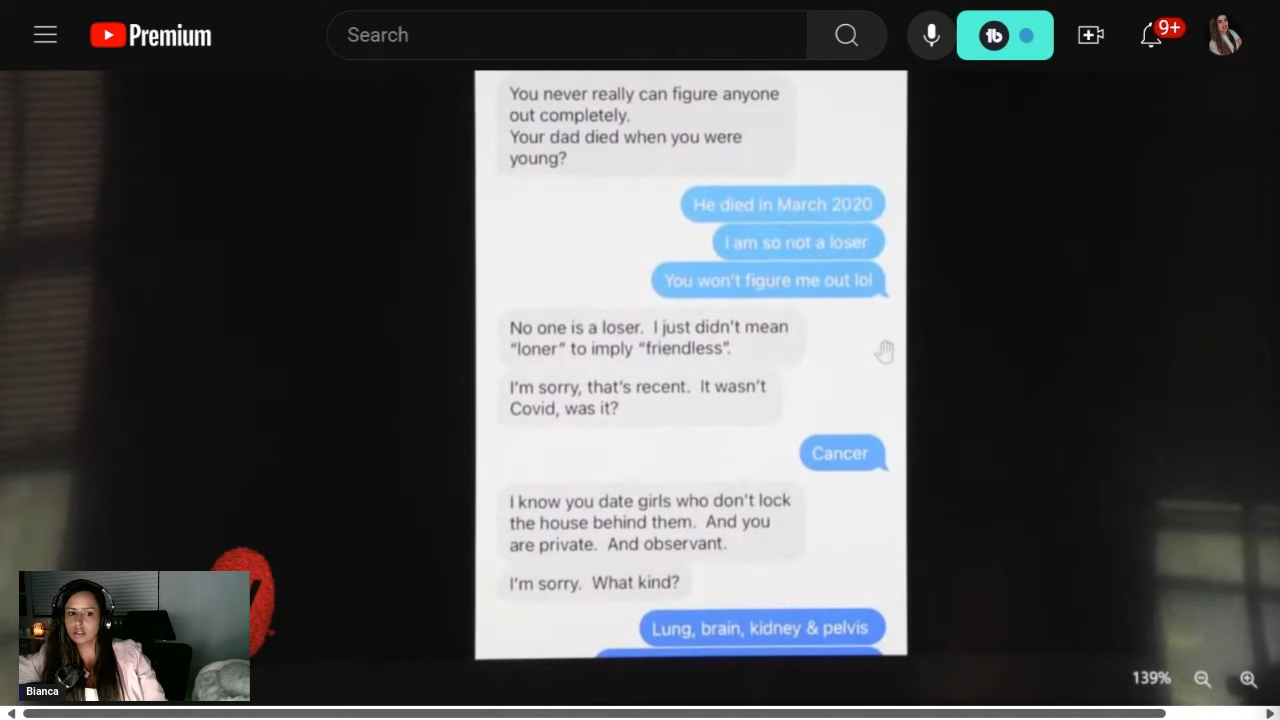 Premium
Search
9+
You never really can figure anyone
out completely.
Your dad died when you were
young?
He died in March 2020
I am so not a loser
You won't figure me out lol
No one is a loser.  I just didn't mean
"loner" to imply "friendless".
I'm sorry, that's recent.  It wasn't
Covid, was it?
Cancer
I know you date girls who don't lock
the house behind them.  And you
are private.  And observant.
I'm sorry.  What kind?
Lung, brain, kidney & pelvis
Bianca
139%